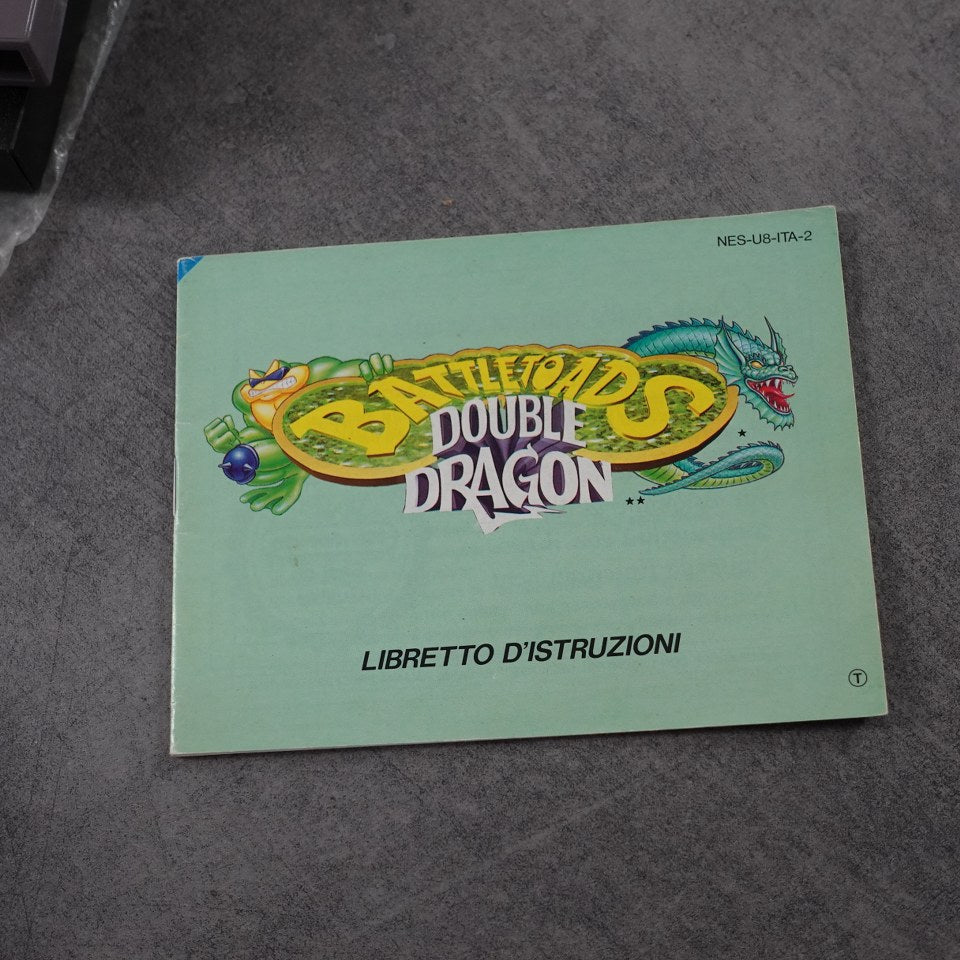 NES-U8-ITA-2
BATTLETOADS
DOUBLE
DRAGON
★
★★
LIBRETTO D'ISTRUZIONI
T